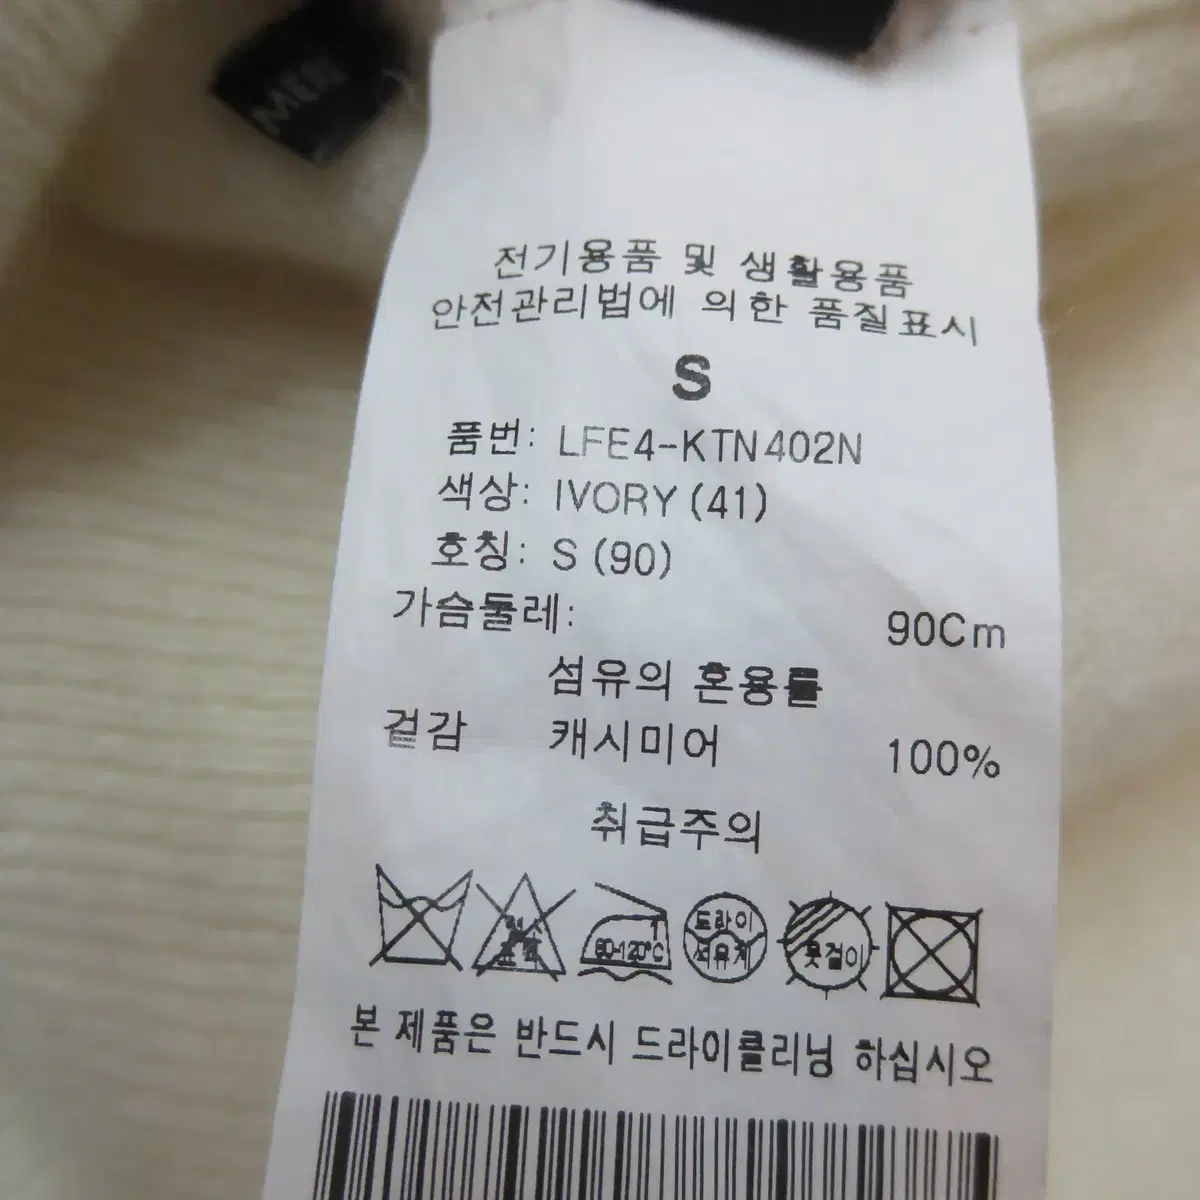 전기용품 및 생활용품
안전관리법에 의한 품질표시
S
품번: LFE4-KTN402N
색상: IVORY (41)
호칭: S (90)
가슴둘레: 90Cm
섬유의 혼용률
겉감 캐시미어 100%
취급주의
80-120°C 드라이 석유계 옷걸이
본 제품은 반드시 드라이클리닝 하십시오